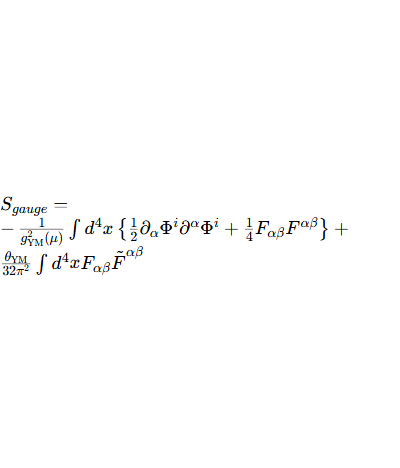 $S_{gauge} =$
$- \frac{1}{g^2_{\mathrm{YM}}(\mu)} \int d^4x \left\{ \frac{1}{2} \partial_\alpha \Phi^i \partial^\alpha \Phi^i + \frac{1}{4} F_{\alpha\beta} F^{\alpha\beta} \right\} +$
$\frac{\theta_{\mathrm{YM}}}{32\pi^2} \int d^4x F_{\alpha\beta} \tilde{F}^{\alpha\beta}$